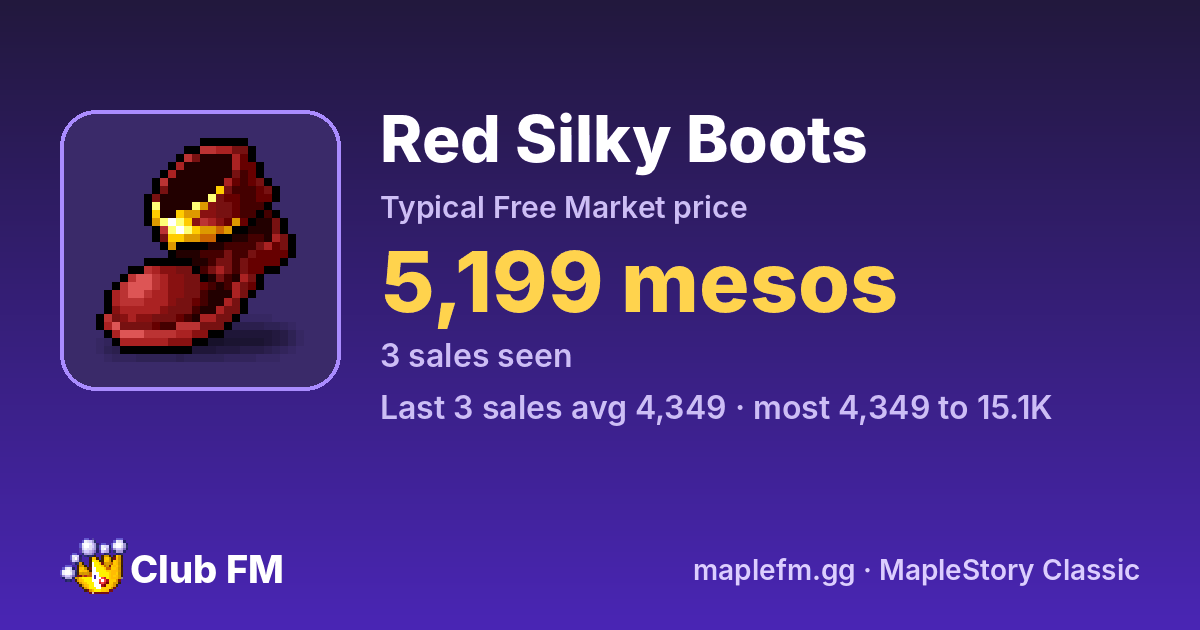 Red Silky Boots
Typical Free Market price
5,199 mesos
3 sales seen
Last 3 sales avg 4,349 · most 4,349 to 15.1K
Club FM
maplefm.gg · MapleStory Classic